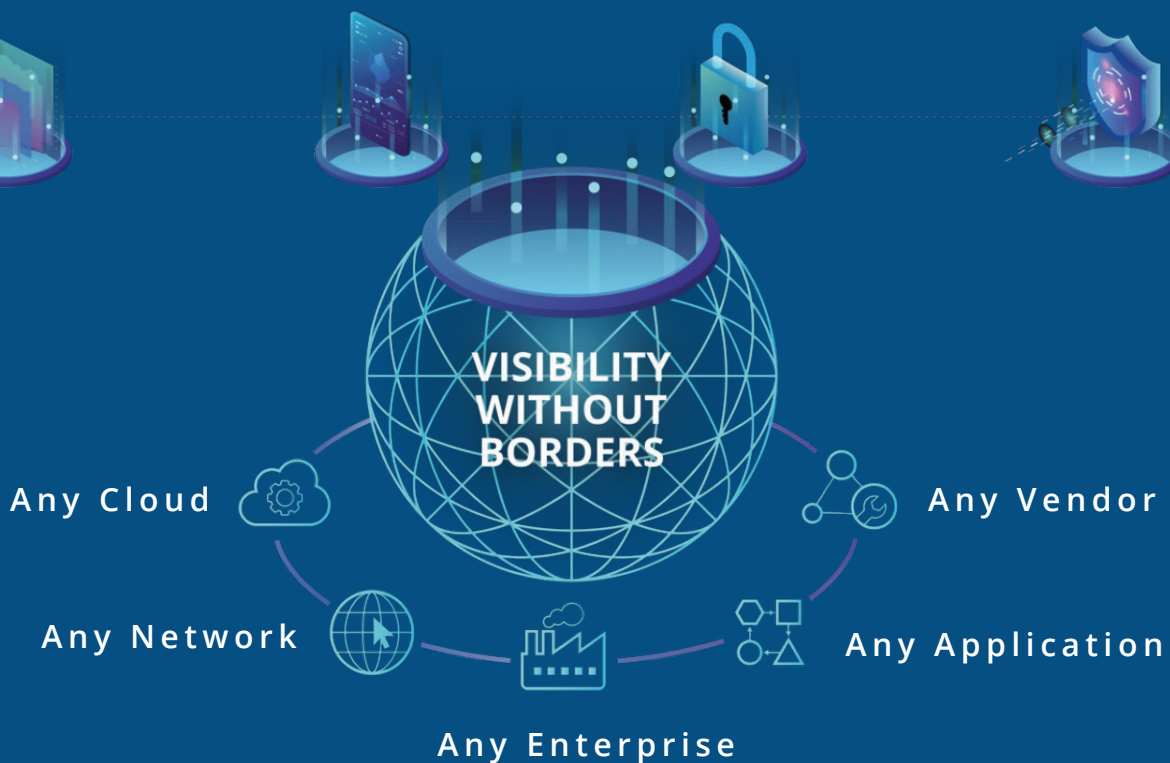 VISIBILITY
WITHOUT
BORDERS
Any Cloud
Any Vendor
Any Network
Any Application
Any Enterprise